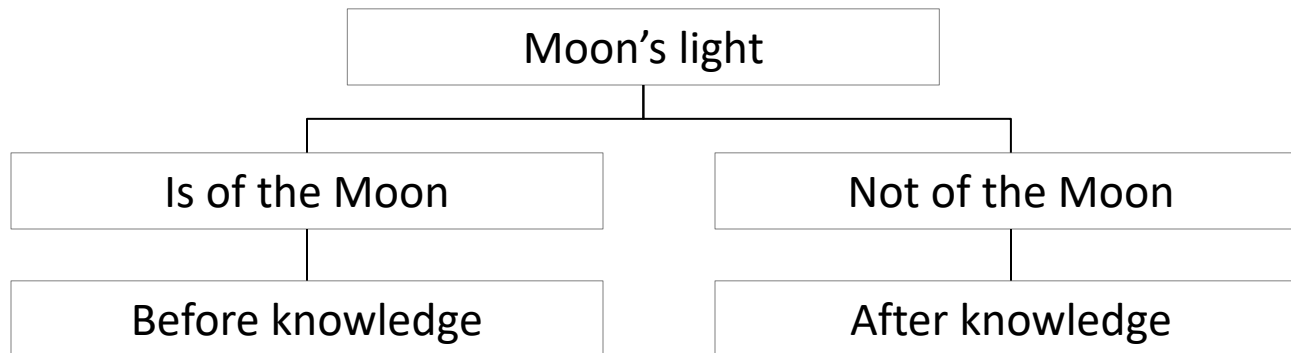 Moon’s light
Is of the Moon
Not of the Moon
Before knowledge
After knowledge